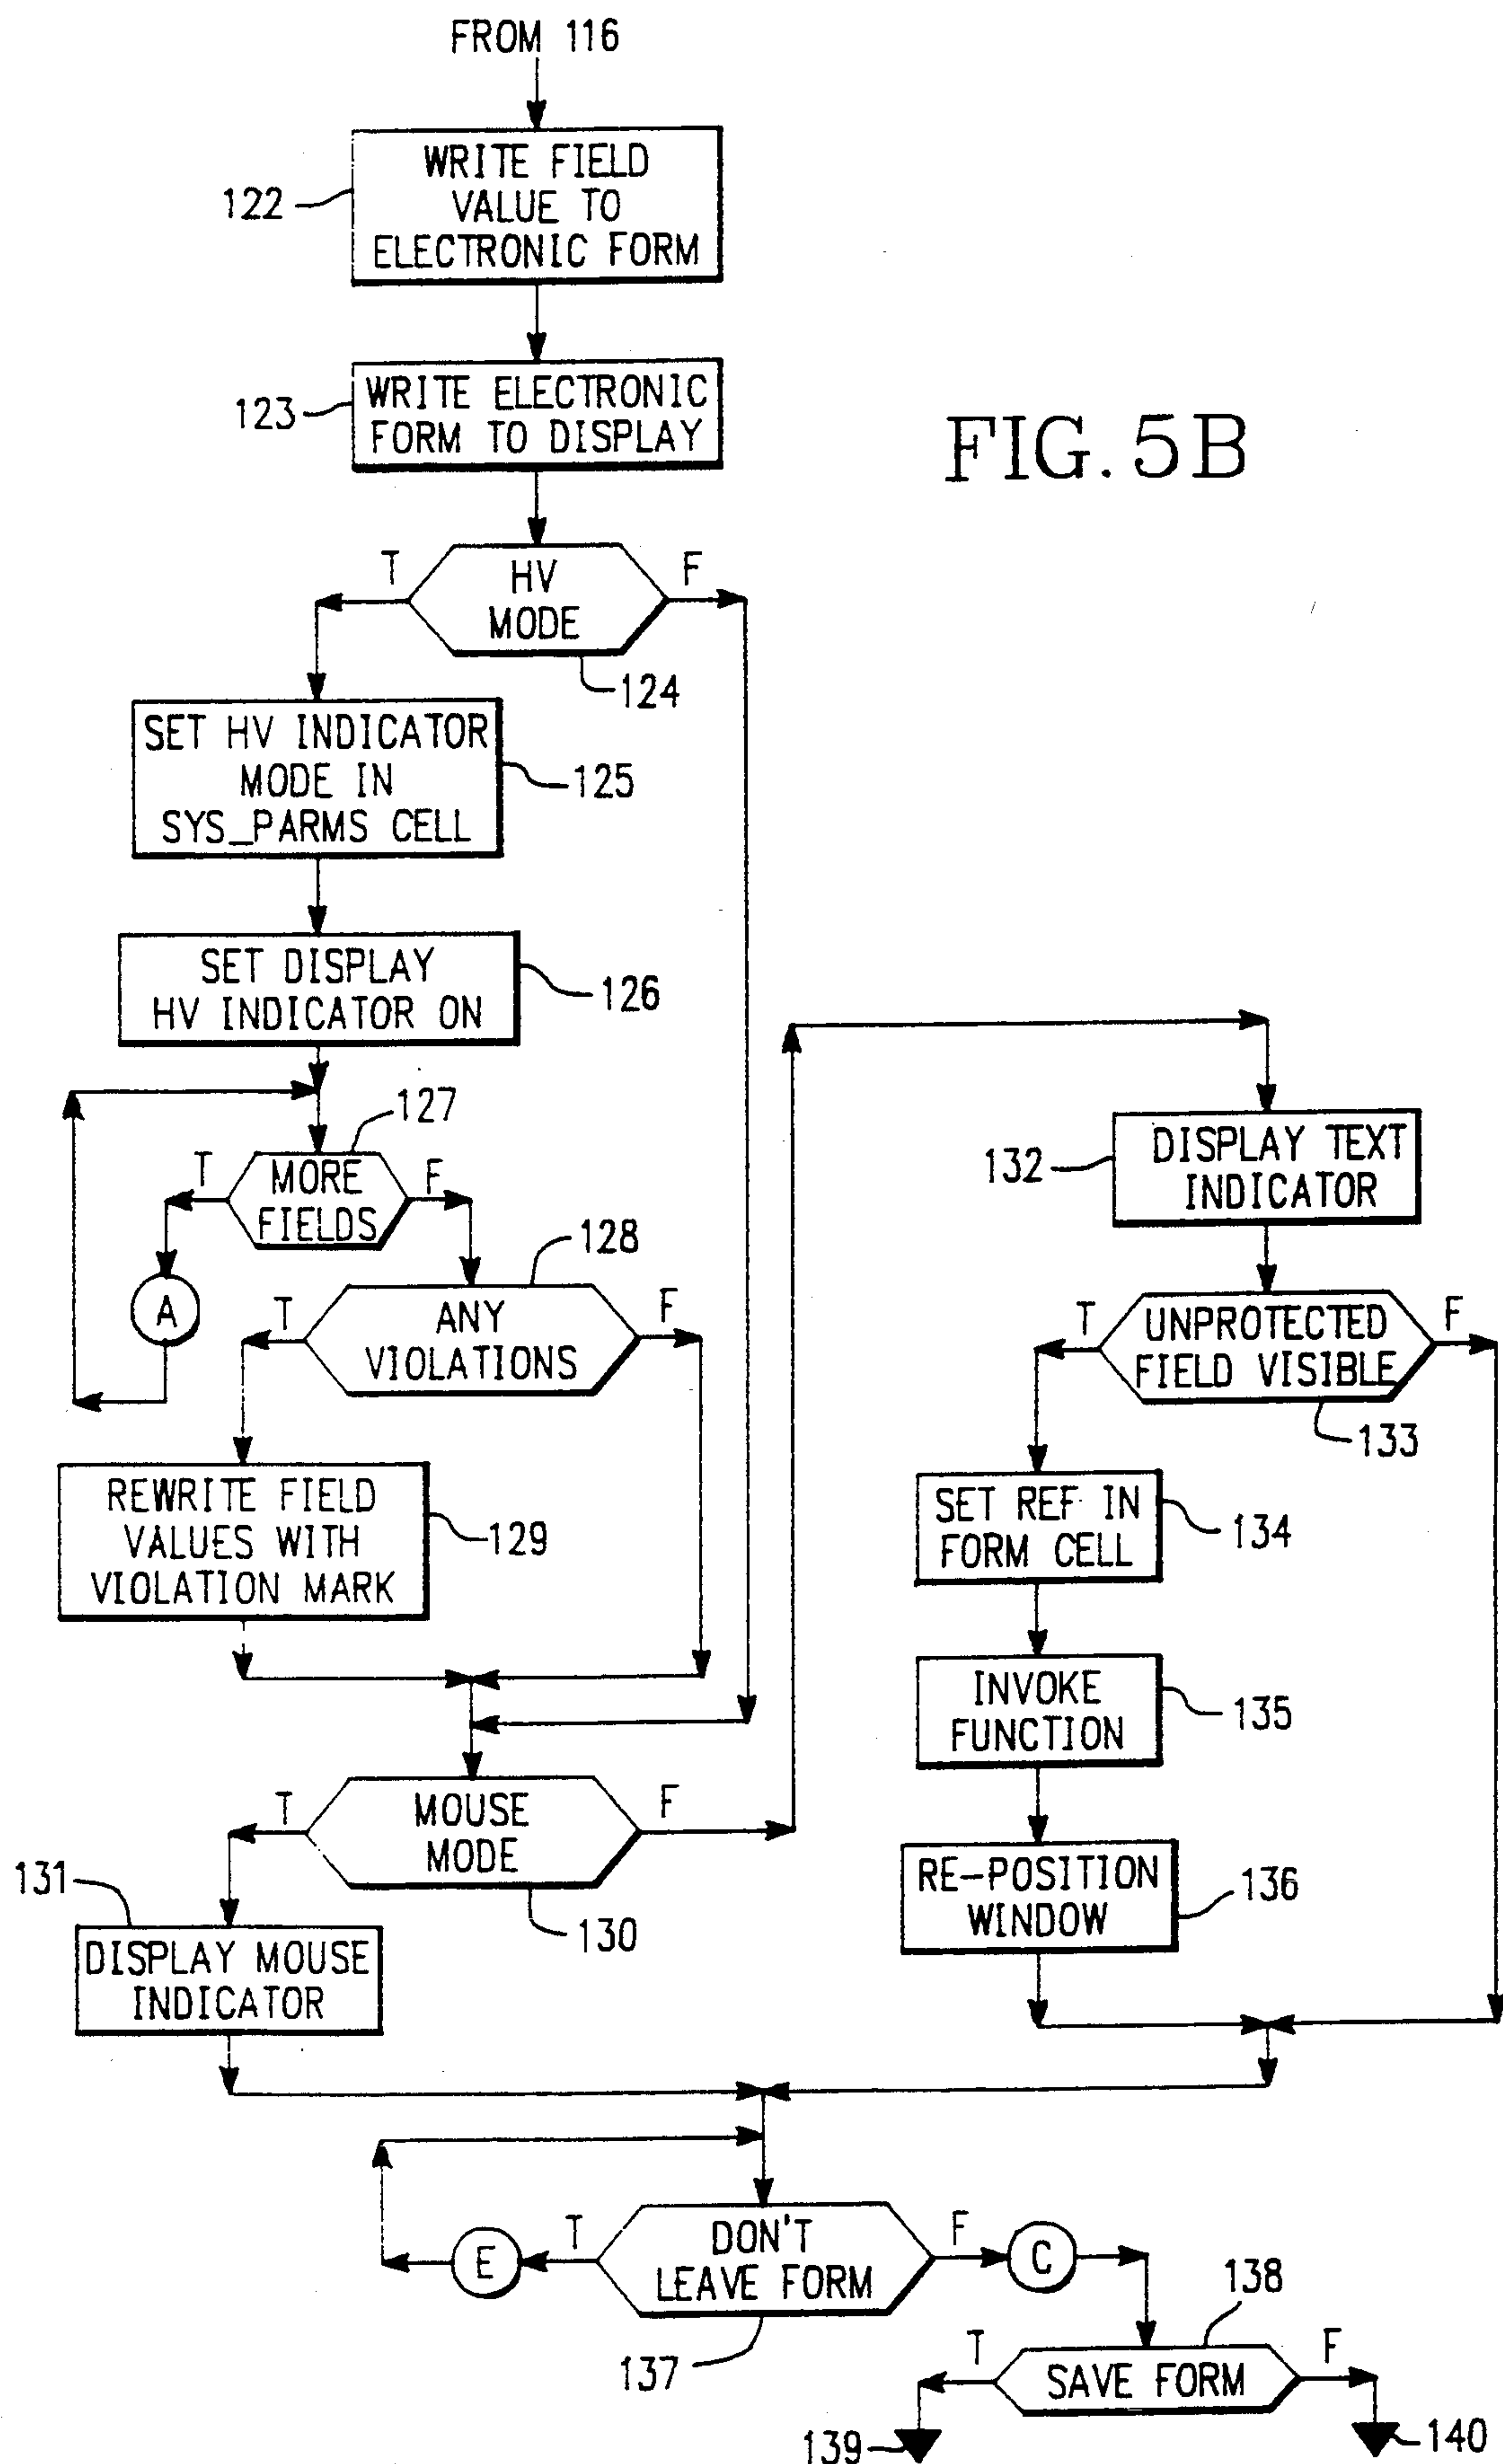 FROM 116
WRITE FIELD
VALUE TO
ELECTRONIC FORM
122
WRITE ELECTRONIC
FORM TO DISPLAY
123
FIG. 5B
T
HV
MODE
F
124
SET HV INDICATOR
MODE IN
SYS_PARMS CELL
125
SET DISPLAY
HV INDICATOR ON
126
127
T
MORE
FIELDS
F
A
128
T
ANY
VIOLATIONS
F
REWRITE FIELD
VALUES WITH
VIOLATION MARK
129
T
MOUSE
MODE
F
130
131
DISPLAY MOUSE
INDICATOR
132
DISPLAY TEXT
INDICATOR
T
UNPROTECTED
FIELD VISIBLE
F
133
SET REF IN
FORM CELL
134
INVOKE
FUNCTION
135
RE-POSITION
WINDOW
136
E
T
DON'T
LEAVE FORM
F
C
137
138
T
SAVE FORM
F
139
140